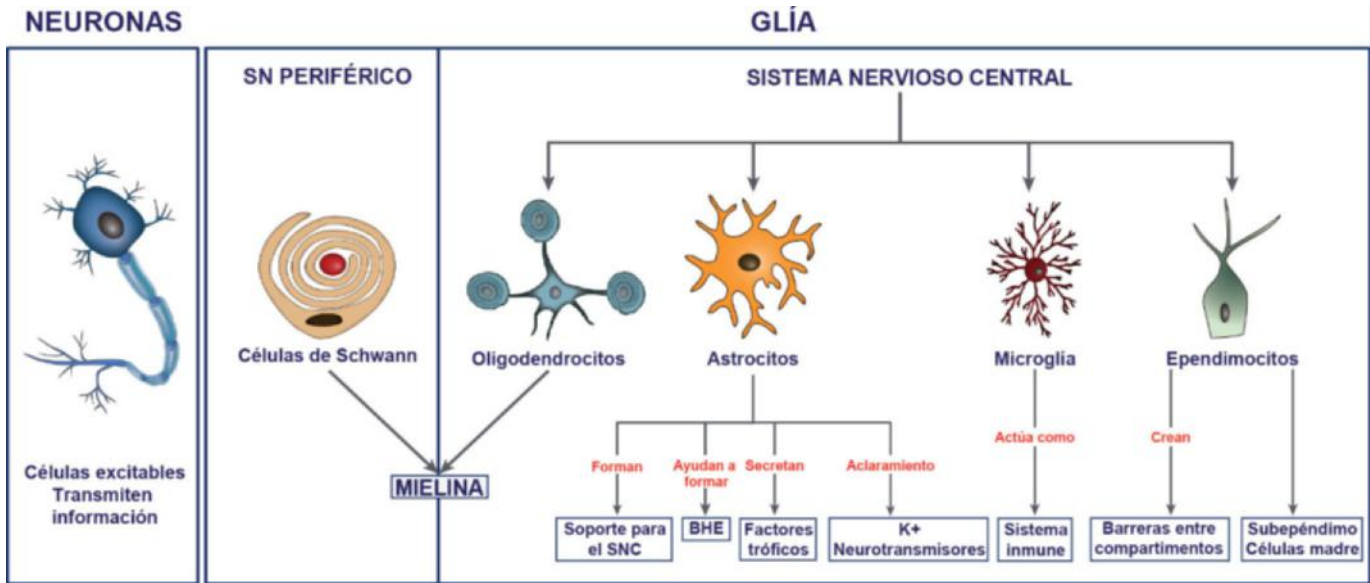 NEURONAS
GLÍA
SN PERIFÉRICO
SISTEMA NERVIOSO CENTRAL
Células de Schwann
Oligodendrocitos
Astrocitos
Microglía
Ependimocitos
Células excitables
Transmiten
información
MIELINA
Forman
Ayudan a
formar
Secretan
Aclaramiento
Actúa como
Crean
Soporte para
el SNC
BHE
Factores
tróficos
K+
Neurotransmisores
Sistema
inmune
Barreras entre
compartimentos
Subepéndimo
Células madre